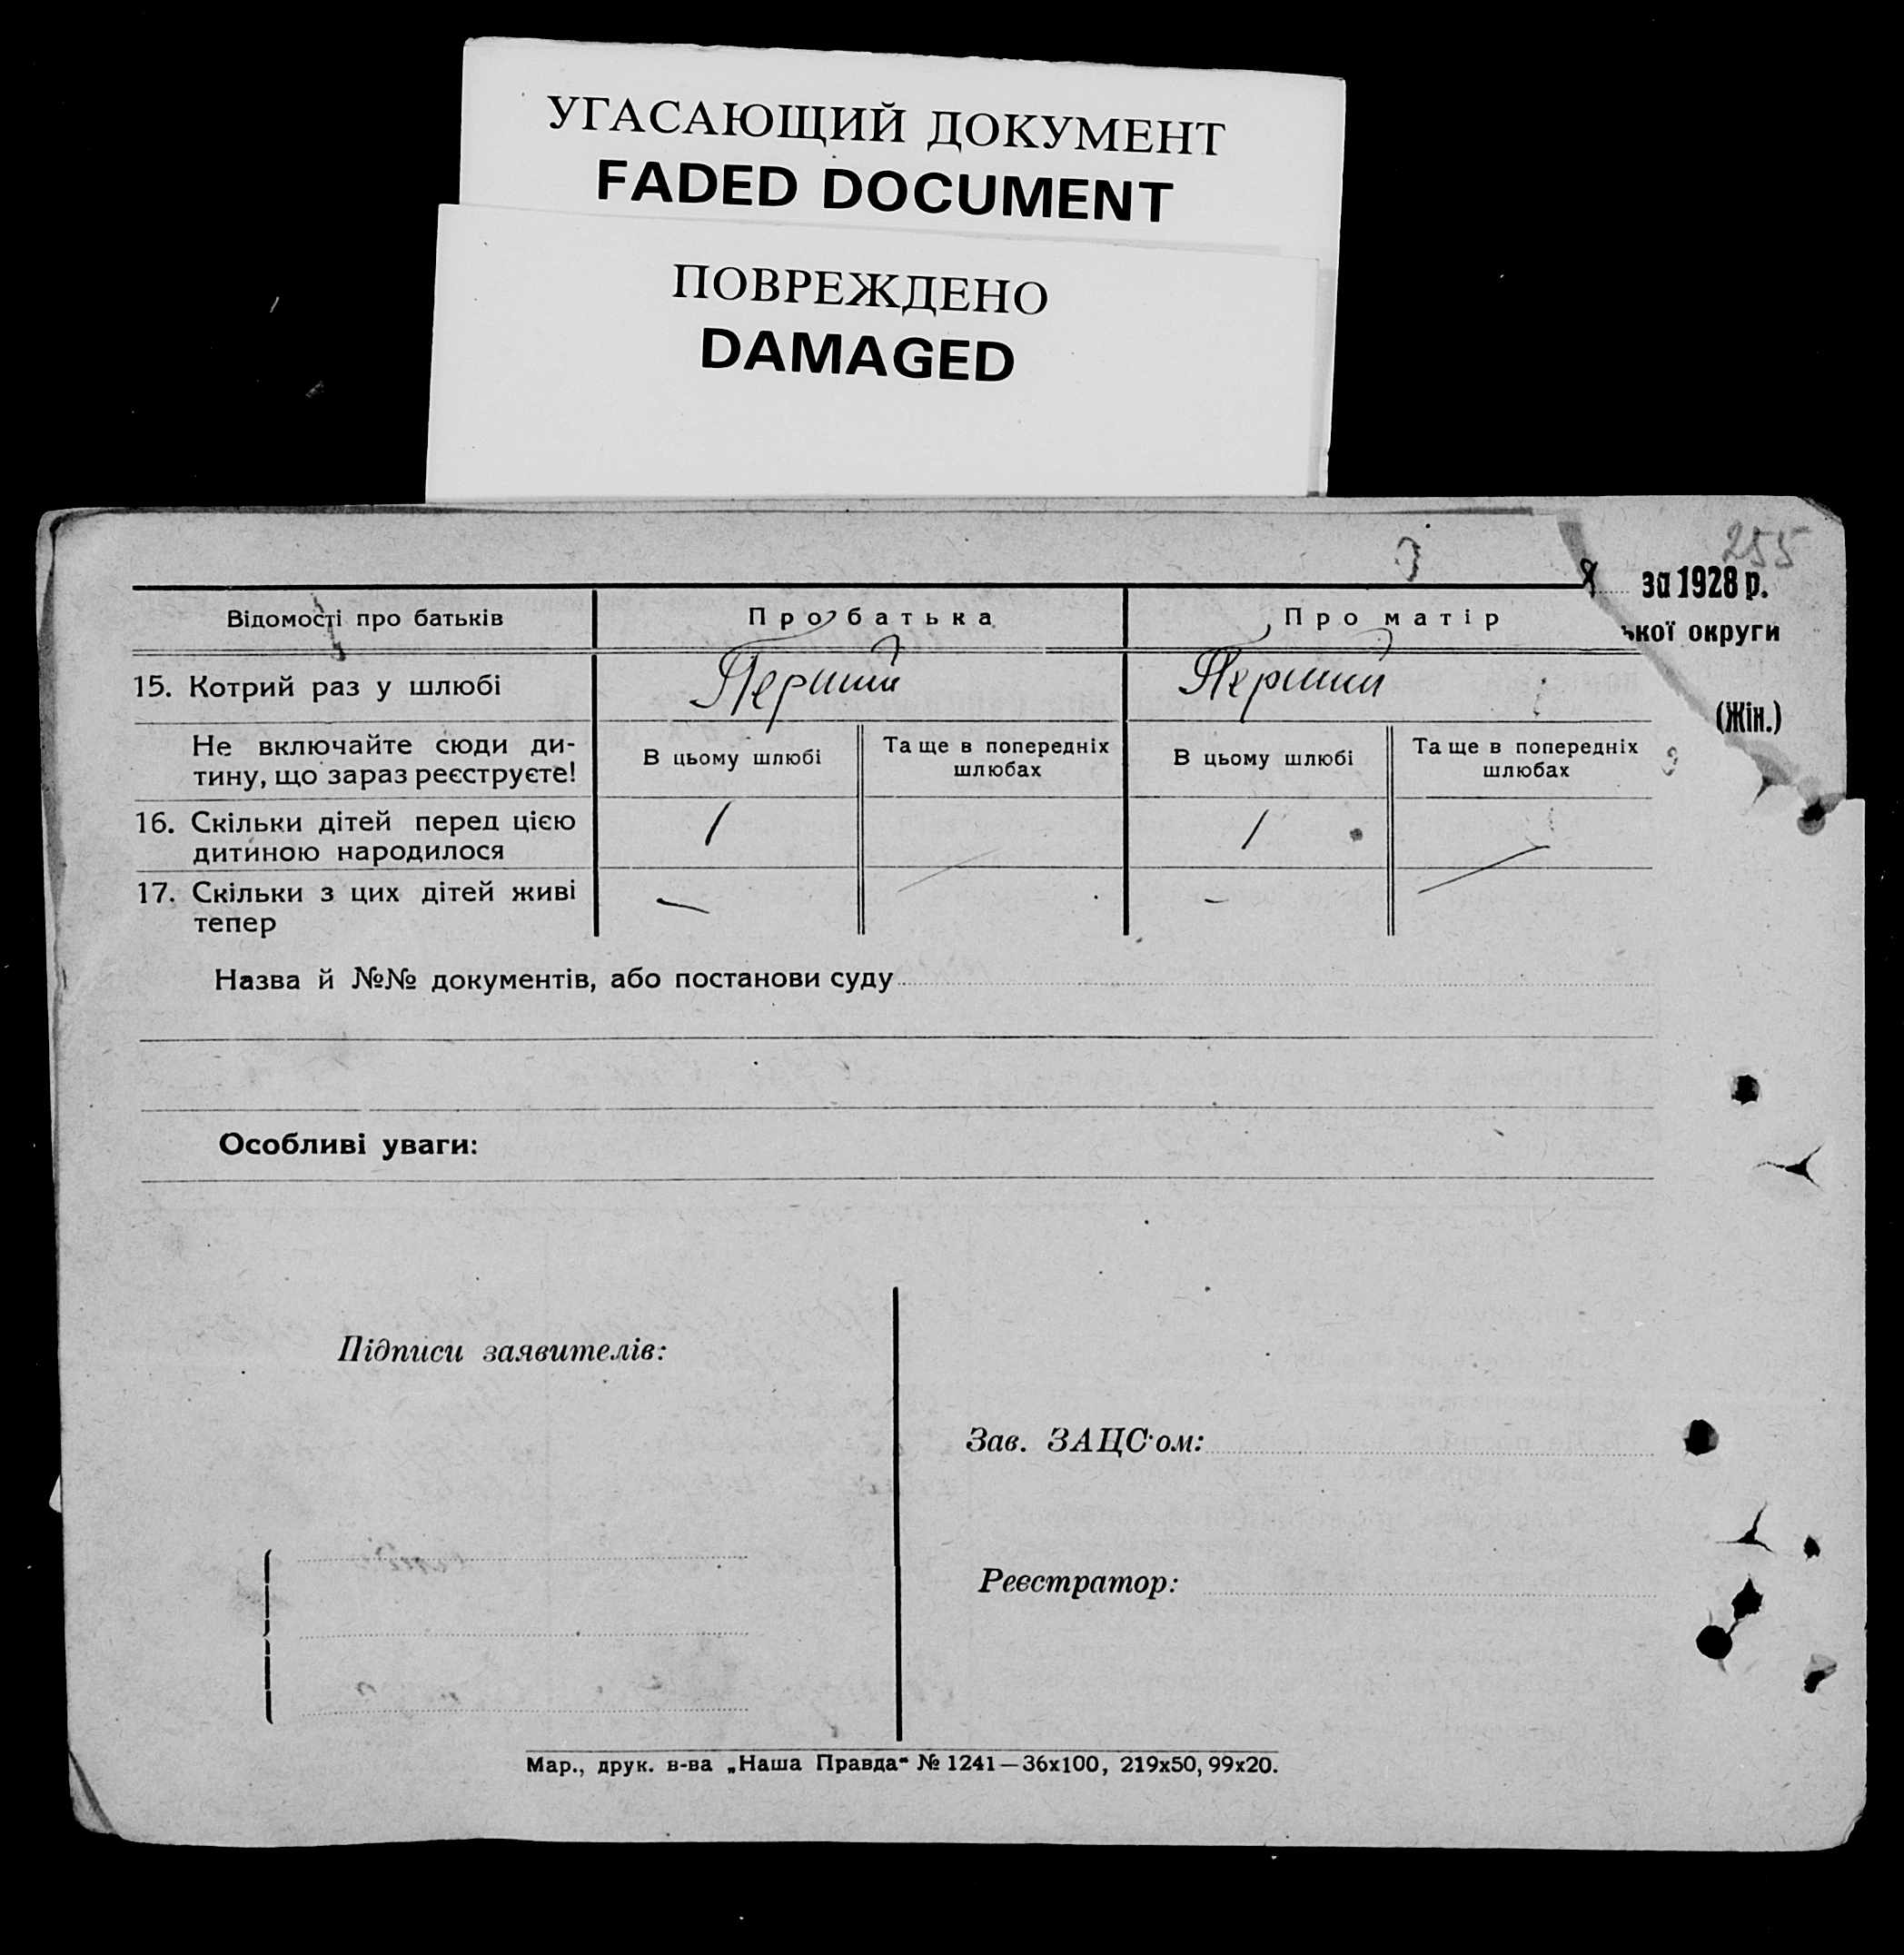 УГАСАЮЩИЙ ДОКУМЕНТ
FADED DOCUMENT
ПОВРЕЖДЕНО
DAMAGED
255
за 1928 р.
ької округи
(Жін.)
Відомості про батьків
Про батька
Про матір
15. Котрий раз у шлюбі
Перший
Перший
Не включайте сюди ди-
тину, що зараз реєструєте!
В цьому шлюбі
Та ще в попередніх
шлюбах
В цьому шлюбі
Та ще в попередніх
шлюбах
16. Скільки дітей перед цією
дитиною народилося
1
1
17. Скільки з цих дітей живі
тепер
—
—
Назва й №№ документів, або постанови суду
Особливі уваги:
Підписи заявителів:
Зав. ЗАЦС'ом:
Реєстратор:
Мар., друк. в-ва „Наша Правда“ № 1241—36х100, 219х50, 99х20.